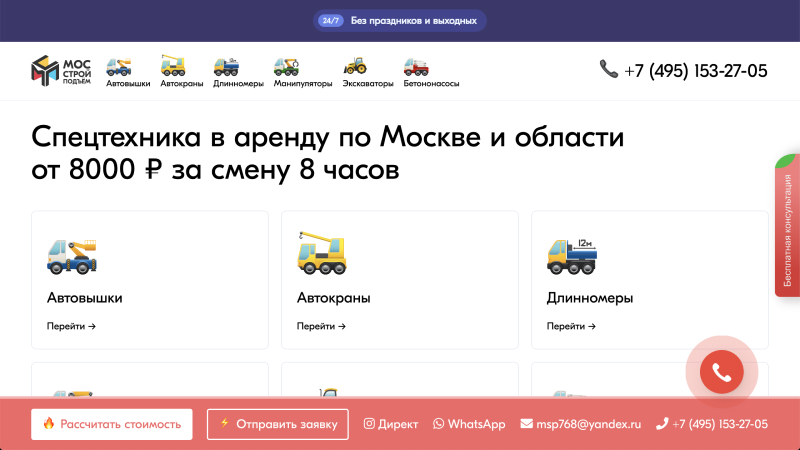 24/7 Без праздников и выходных
МОС
СТРОЙ
ПОДЪЁМ
Автовышки
Автокраны
Длинномеры
Манипуляторы
Экскаваторы
Бетононасосы
+7 (495) 153-27-05
Спецтехника в аренду по Москве и области
от 8000 ₽ за смену 8 часов
Бесплатная консультация
12м
Автовышки
Автокраны
Длинномеры
Перейти →
Перейти →
Перейти →
Рассчитать стоимость
Отправить заявку
Директ
WhatsApp
msp768@yandex.ru
+7 (495) 153-27-05